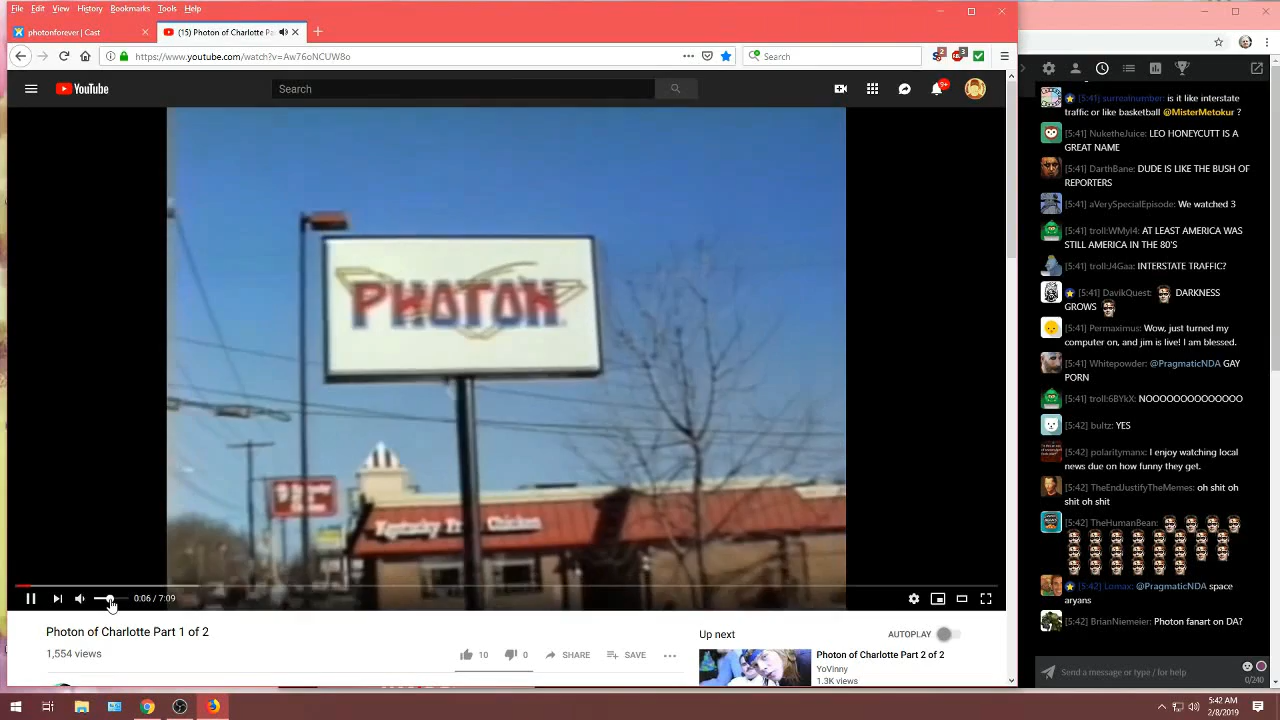 File Edit View History Bookmarks Tools Help
photonforever | Cast
(15) Photon of Charlotte Pa
https://www.youtube.com/watch?v=Aw76oNCUW8o
Search
2
3
YouTube
Search
9+
PHOTON
Kentucky Fried Chicken
0:06 / 7:09
Photon of Charlotte Part 1 of 2
1,554 views
10
0
SHARE
SAVE
Up next
AUTOPLAY
Photon of Charlotte Part 2 of 2
YoVinny
1.3K views
[5:41] surrealnumber: is it like interstate
traffic or like basketball @MisterMetokur ?
[5:41] NuketheJuice: LEO HONEYCUTT IS A
GREAT NAME
[5:41] DarthBane: DUDE IS LIKE THE BUSH OF
REPORTERS
[5:41] aVerySpecialEpisode: We watched 3
[5:41] troll:WMyl4: AT LEAST AMERICA WAS
STILL AMERICA IN THE 80'S
[5:41] troll:J4Gaa: INTERSTATE TRAFFIC?
[5:41] DavikQuest: DARKNESS
GROWS
[5:41] Permaximus: Wow, just turned my
computer on, and jim is live! I am blessed.
[5:41] Whitepowder: @PragmaticNDA GAY
PORN
[5:41] troll:6BYkX: NOOOOOOOOOOOOOO
[5:42] bultz: YES
[5:42] polaritymanx: I enjoy watching local
news due on how funny they get.
[5:42] TheEndJustifyTheMemes: oh shit oh
shit oh shit
[5:42] TheHumanBean:
[5:42] Lomax: @PragmaticNDA space
aryans
[5:42] BrianNiemeier: Photon fanart on DA?
Send a message or type / for help
0/240
5:42 AM
2/8/2019